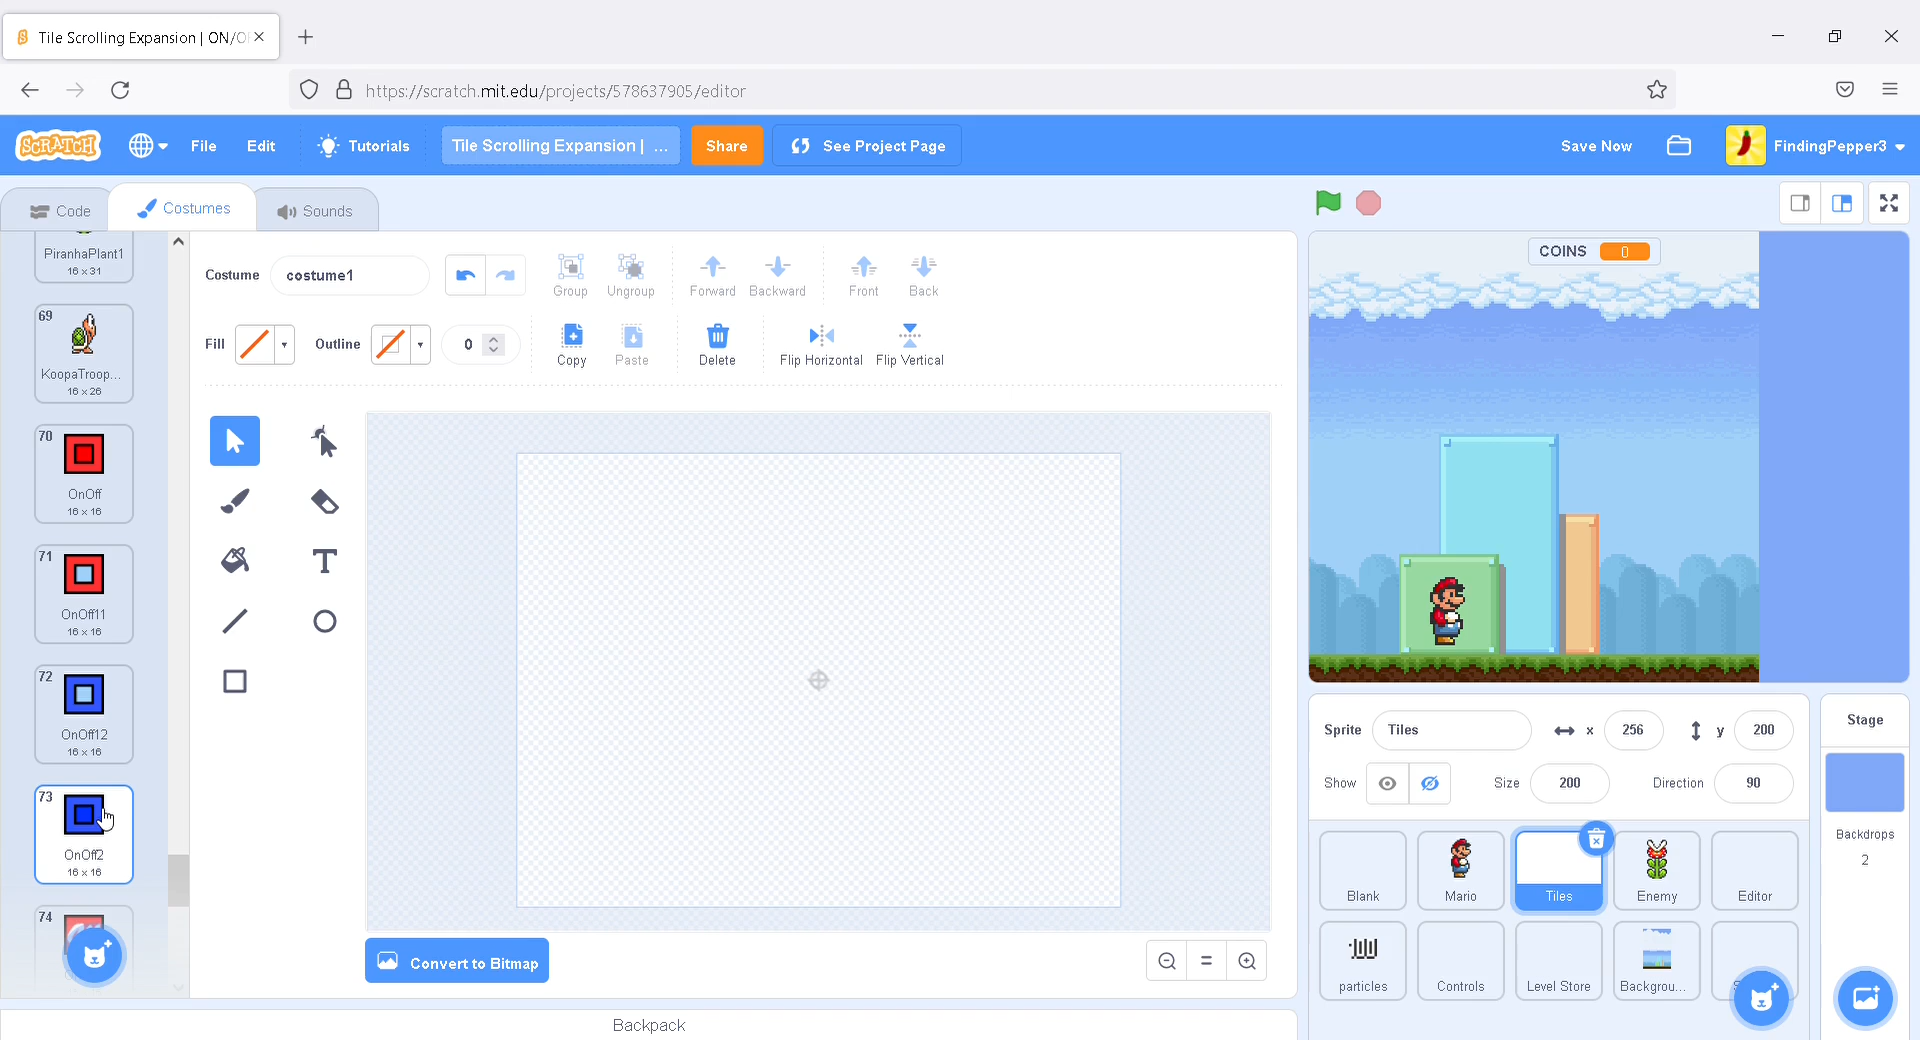 Tile Scrolling Expansion | ON/O
https://scratch.mit.edu/projects/578637905/editor
SCRATCH
File
Edit
Tutorials
Tile Scrolling Expansion | ...
Share
See Project Page
Save Now
FindingPepper3
Code
Costumes
Sounds
PiranhaPlant1
16 x 31
69
KoopaTroop...
16 x 26
70
OnOff
16 x 16
71
OnOff11
16 x 16
72
OnOff12
16 x 16
73
OnOff2
16 x 16
74
Costume
costume1
Group
Ungroup
Forward
Backward
Front
Back
Fill
Outline
0
Copy
Paste
Delete
Flip Horizontal
Flip Vertical
T
Convert to Bitmap
Backpack
COINS 0
Sprite
Tiles
x
256
y
200
Show
Size
200
Direction
90
Blank
Mario
Tiles
Enemy
Editor
particles
Controls
Level Store
Backgrou...
Stage
Backdrops
2